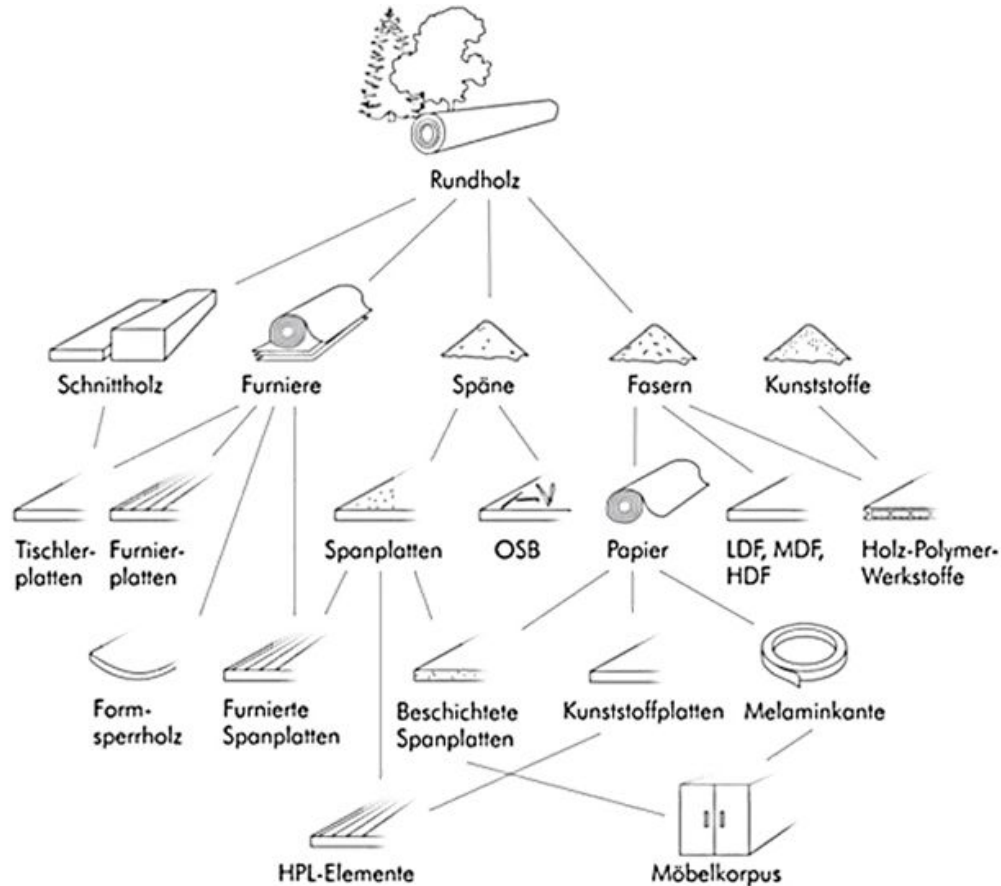 Rundholz
Schnittholz
Furniere
Späne
Fasern
Kunststoffe
Tischler-
platten
Furnier-
platten
Spanplatten
OSB
Papier
LDF, MDF,
HDF
Holz-Polymer-
Werkstoffe
Form-
sperrholz
Furnierte
Spanplatten
Beschichtete
Spanplatten
Kunststoffplatten
Melaminkante
HPL-Elemente
Möbelkorpus